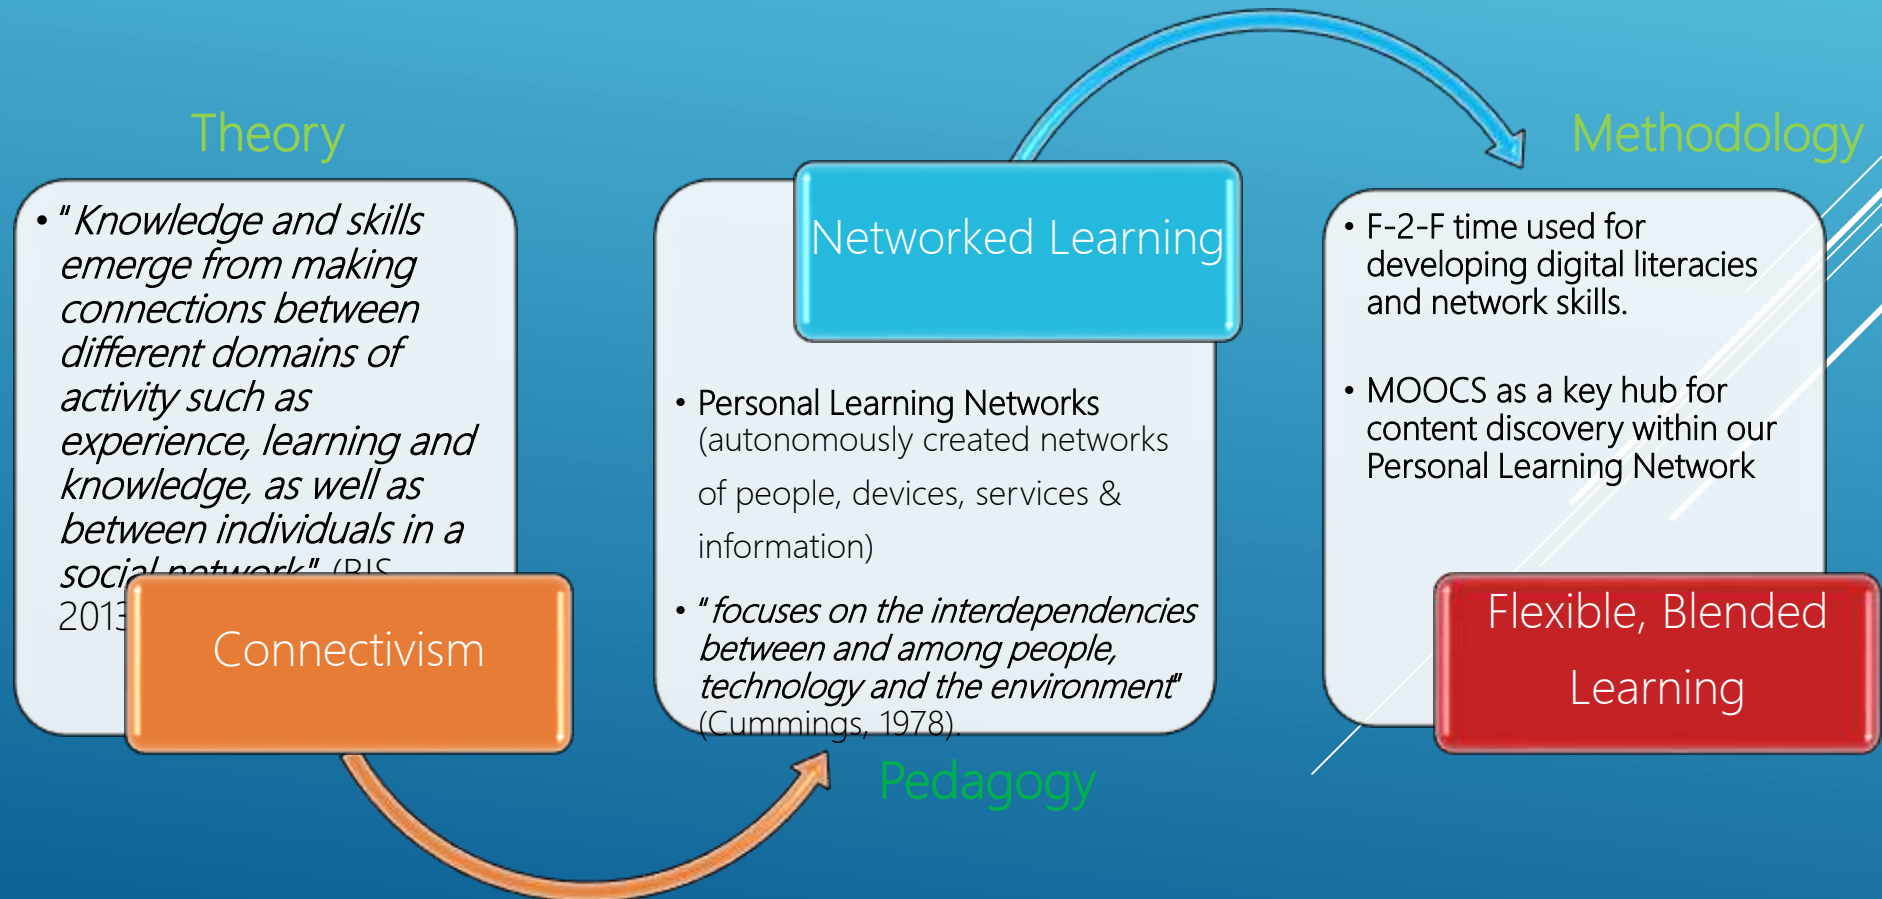 Theory
• "Knowledge and skills
emerge from making
connections between
different domains of
activity such as
experience, learning and
knowledge, as well as
between individuals in a
social network" (BIS
2013
Connectivism
Networked Learning
• Personal Learning Networks
(autonomously created networks
of people, devices, services &
information)
• "focuses on the interdependencies
between and among people,
technology and the environment"
(Cummings, 1978).
Pedagogy
Methodology
• F-2-F time used for
developing digital literacies
and network skills.
• MOOCS as a key hub for
content discovery within our
Personal Learning Network
Flexible, Blended
Learning